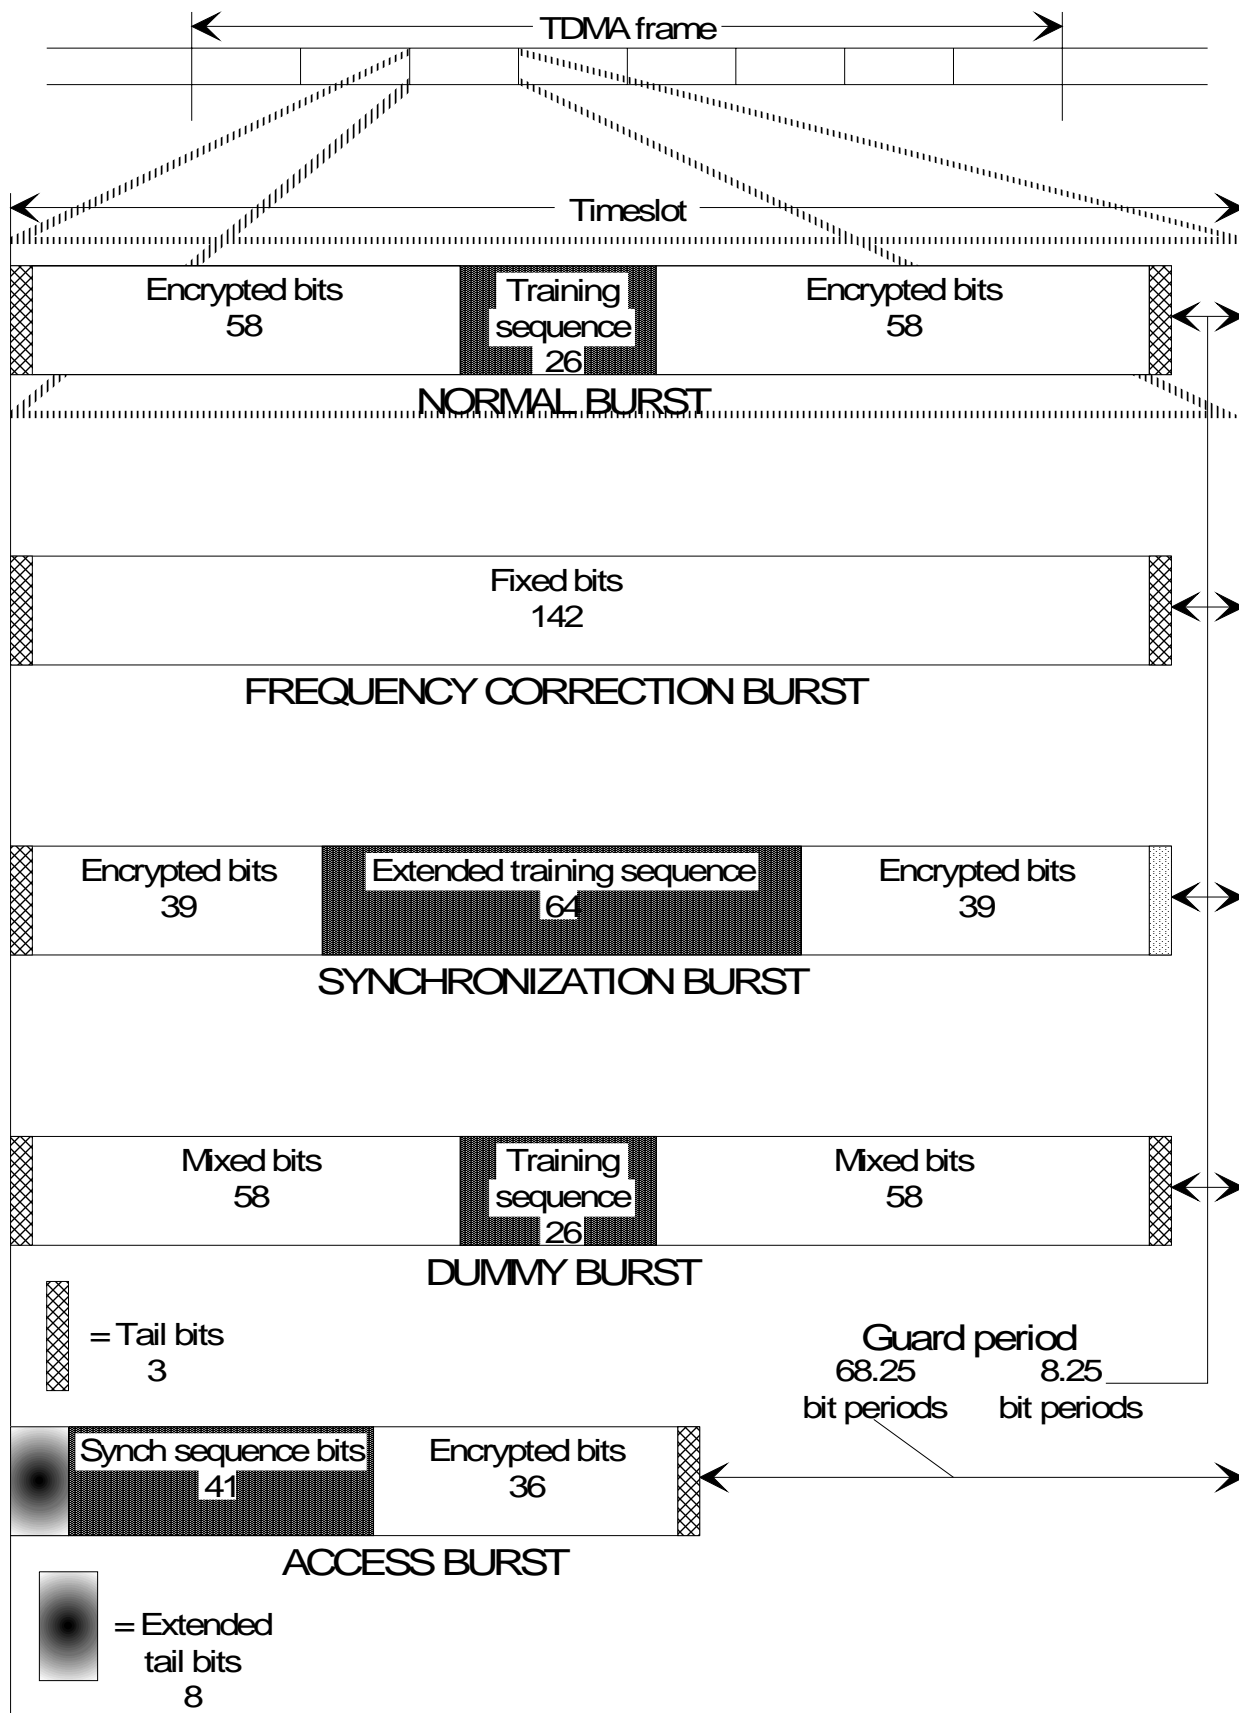 TDMA frame
Timeslot
Encrypted bits
58
Training
sequence
26
Encrypted bits
58
NORMAL BURST
Fixed bits
142
FREQUENCY CORRECTION BURST
Encrypted bits
39
Extended training sequence
64
Encrypted bits
39
SYNCHRONIZATION BURST
Mixed bits
58
Training
sequence
26
Mixed bits
58
DUMMY BURST
= Tail bits
3
Guard period
68.25
bit periods
8.25
bit periods
Synch sequence bits
41
Encrypted bits
36
ACCESS BURST
= Extended
tail bits
8